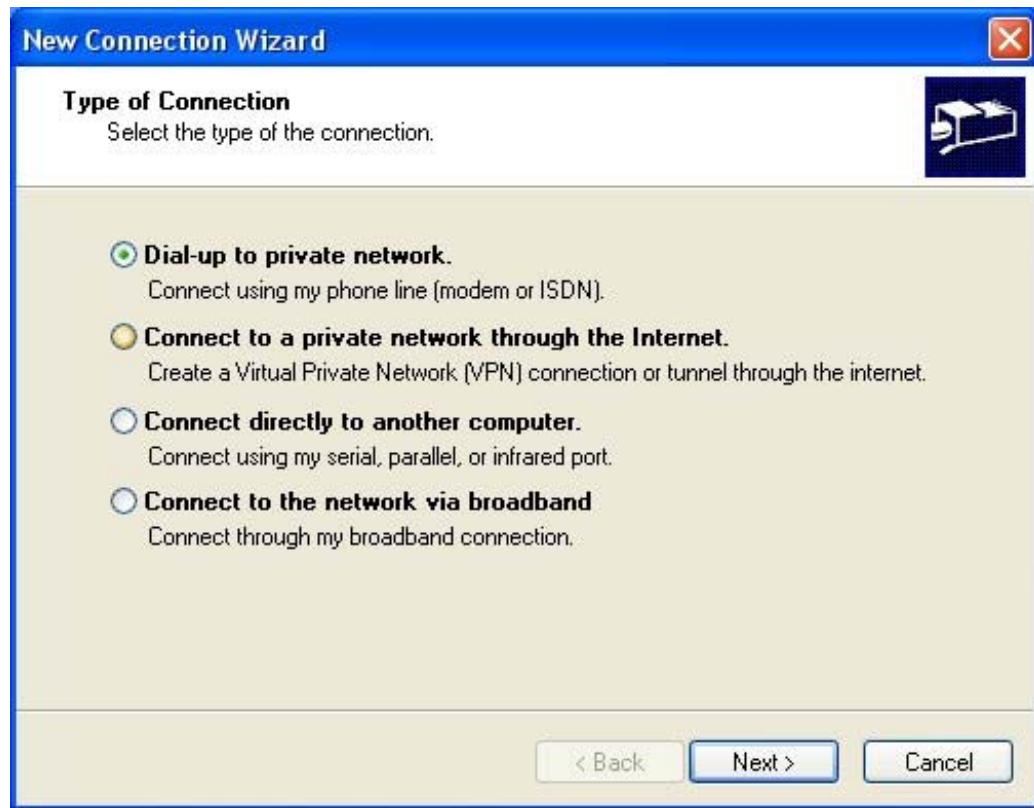 New Connection Wizard
Type of Connection
Select the type of the connection.
Dial-up to private network.
Connect using my phone line (modem or ISDN).
Connect to a private network through the Internet.
Create a Virtual Private Network (VPN) connection or tunnel through the internet.
Connect directly to another computer.
Connect using my serial, parallel, or infrared port.
Connect to the network via broadband
Connect through my broadband connection.
< Back Next > Cancel